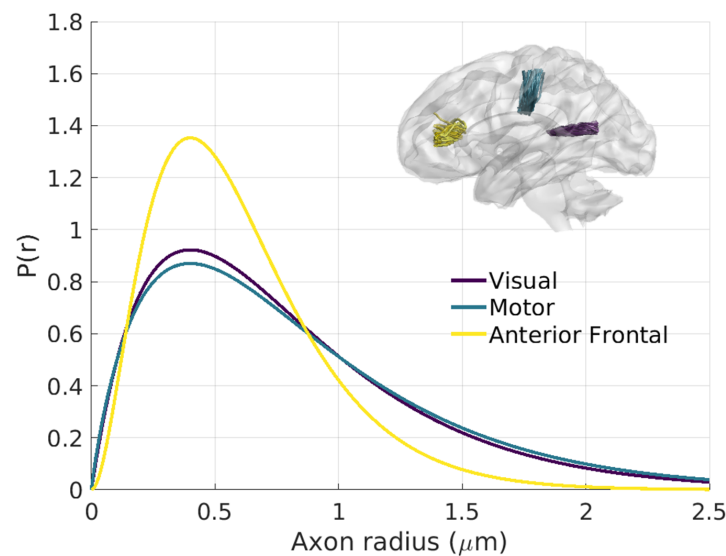 1.8
1.6
1.4
1.2
1
0.8
0.6
0.4
0.2
0
P(r)
Visual
Motor
Anterior Frontal
0 0.5 1 1.5 2 2.5
Axon radius (μm)